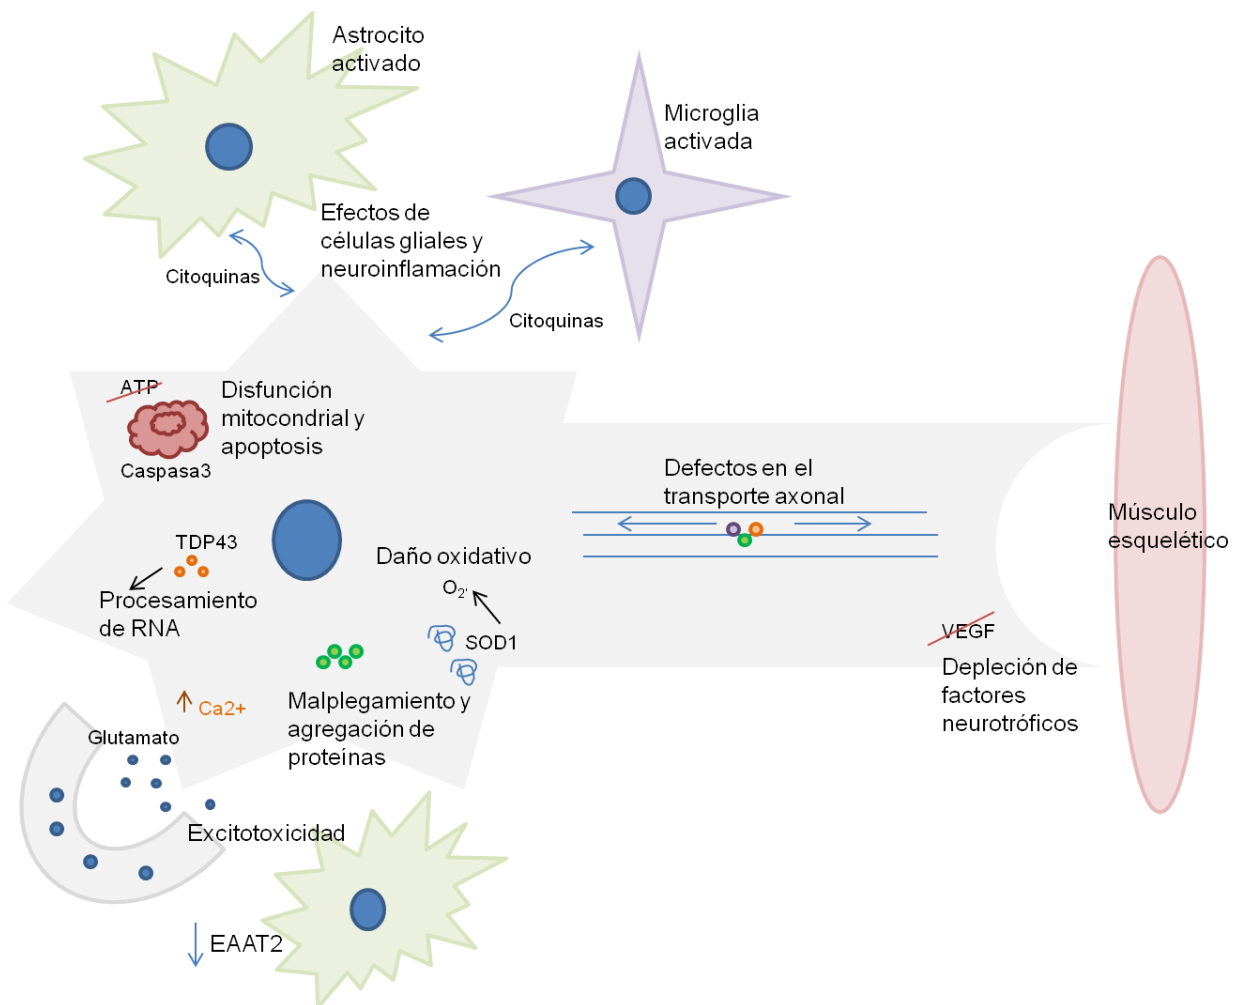 Astrocito
activado
Microglia
activada
Efectos de
células gliales y
neuroinflamación
Citoquinas
Citoquinas
ATP
Disfunción
mitocondrial y
apoptosis
Caspasa3
Defectos en el
transporte axonal
Músculo
esquelético
TDP43
Procesamiento
de RNA
Daño oxidativo
O2'
SOD1
VEGF
Depleción de
factores
neurotróficos
Malplegamiento y
agregación de
proteínas
Ca2+
Glutamato
Excitotoxicidad
EAAT2